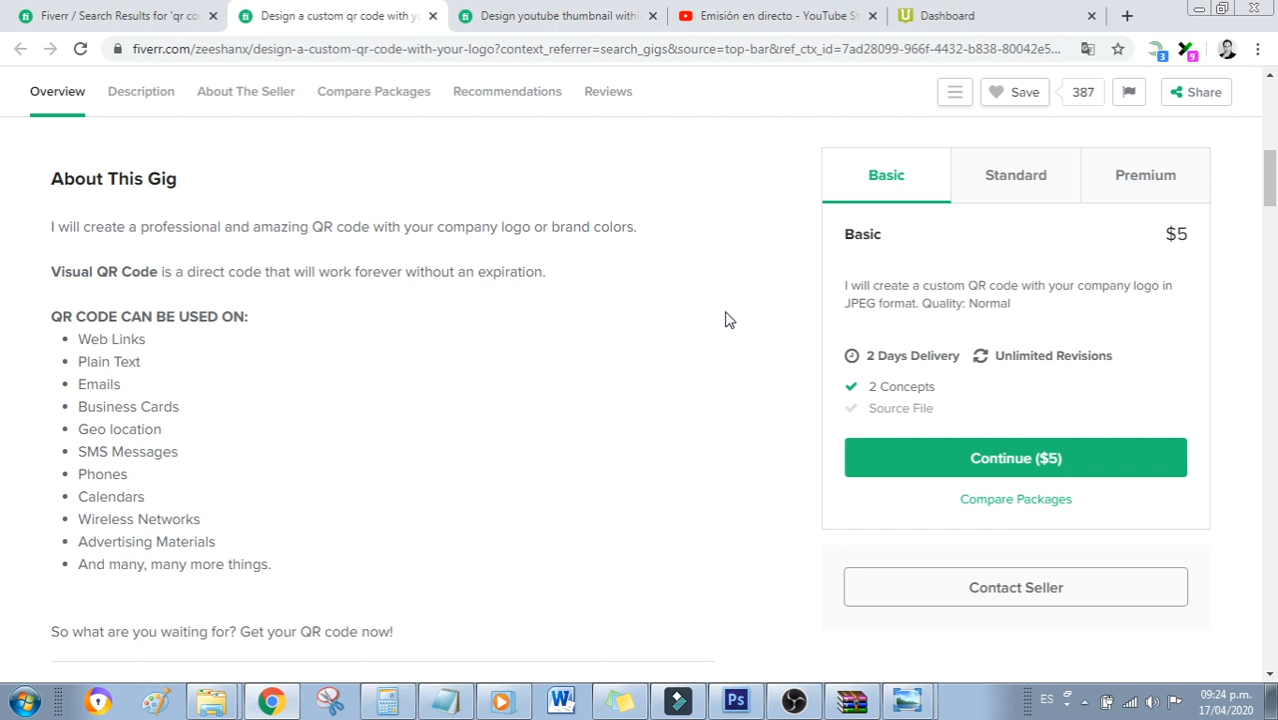 Fiverr / Search Results for 'qr co
Design a custom qr code with yo
Design youtube thumbnail withi
Emisión en directo - YouTube St
Dashboard
fiverr.com/zeeshanx/design-a-custom-qr-code-with-your-logo?context_referrer=search_gigs&source=top-bar&ref_ctx_id=7ad28099-966f-4432-b838-80042e5...
3
9
Overview
Description
About The Seller
Compare Packages
Recommendations
Reviews
Save
387
Share
About This Gig
I will create a professional and amazing QR code with your company logo or brand colors.
Visual QR Code is a direct code that will work forever without an expiration.
QR CODE CAN BE USED ON:
Web Links
Plain Text
Emails
Business Cards
Geo location
SMS Messages
Phones
Calendars
Wireless Networks
Advertising Materials
And many, many more things.
So what are you waiting for? Get your QR code now!
Basic
Standard
Premium
Basic
$5
I will create a custom QR code with your company logo in
JPEG format. Quality: Normal
2 Days Delivery
Unlimited Revisions
2 Concepts
Source File
Continue ($5)
Compare Packages
Contact Seller
ES
09:24 p.m.
17/04/2020